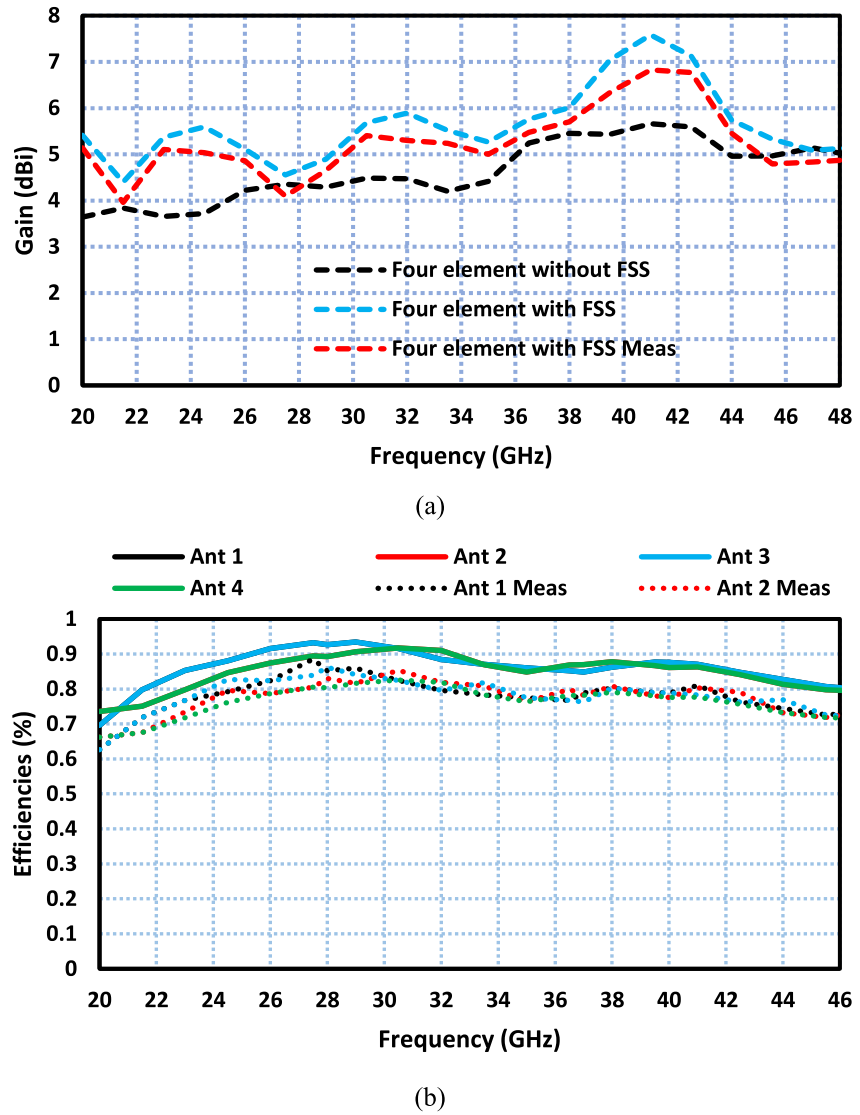 8
7
6
5
4
3
2
1
0
Gain (dBi)
Four element without FSS
Four element with FSS
Four element with FSS Meas
20 22 24 26 28 30 32 34 36 38 40 42 44 46 48
Frequency (GHz)
(a)
Ant 1 Ant 2 Ant 3
Ant 4 Ant 1 Meas Ant 2 Meas
1
0.9
0.8
0.7
0.6
0.5
0.4
0.3
0.2
0.1
0
Efficiencies (%)
20 22 24 26 28 30 32 34 36 38 40 42 44 46
Frequency (GHz)
(b)